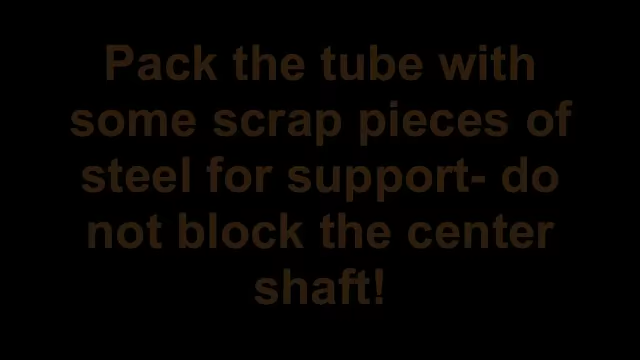 Pack the tube with
some scrap pieces of
steel for support- do
not block the center
shaft!